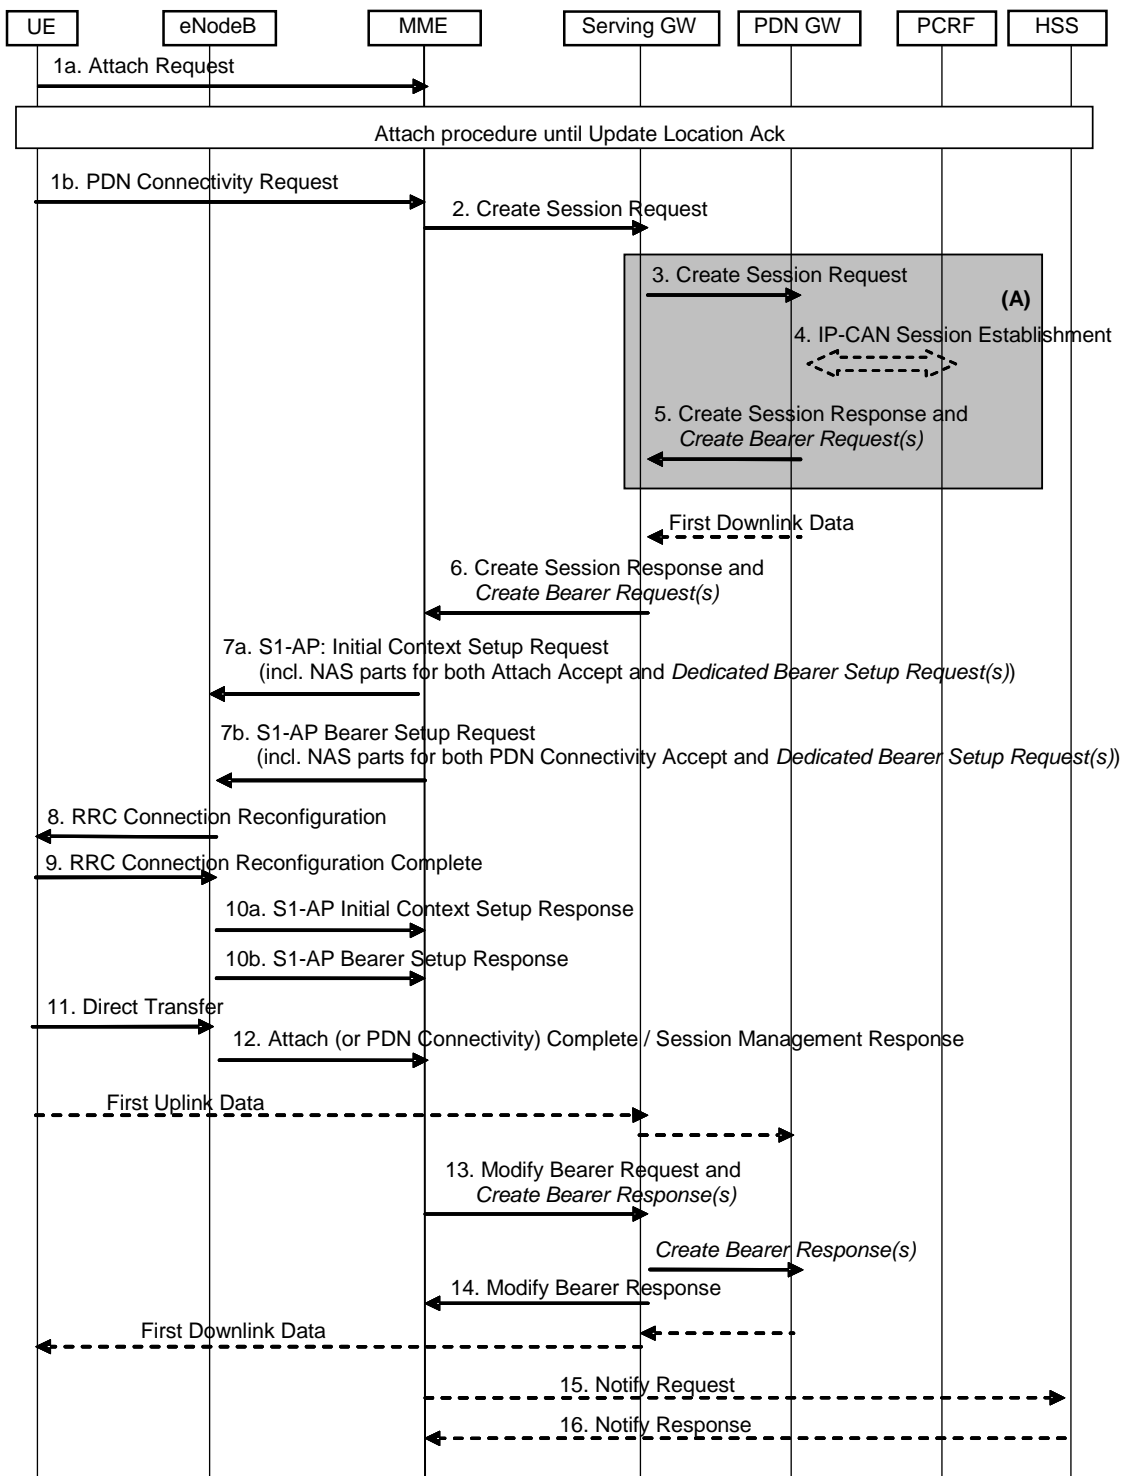 UE eNodeB MME Serving GW PDN GW PCRF HSS
1a. Attach Request
Attach procedure until Update Location Ack
1b. PDN Connectivity Request
2. Create Session Request
3. Create Session Request
(A)
4. IP-CAN Session Establishment
5. Create Session Response and
Create Bearer Request(s)
First Downlink Data
6. Create Session Response and
Create Bearer Request(s)
7a. S1-AP: Initial Context Setup Request
(incl. NAS parts for both Attach Accept and Dedicated Bearer Setup Request(s))
7b. S1-AP Bearer Setup Request
(incl. NAS parts for both PDN Connectivity Accept and Dedicated Bearer Setup Request(s))
8. RRC Connection Reconfiguration
9. RRC Connection Reconfiguration Complete
10a. S1-AP Initial Context Setup Response
10b. S1-AP Bearer Setup Response
11. Direct Transfer
12. Attach (or PDN Connectivity) Complete / Session Management Response
First Uplink Data
13. Modify Bearer Request and
Create Bearer Response(s)
Create Bearer Response(s)
14. Modify Bearer Response
First Downlink Data
15. Notify Request
16. Notify Response